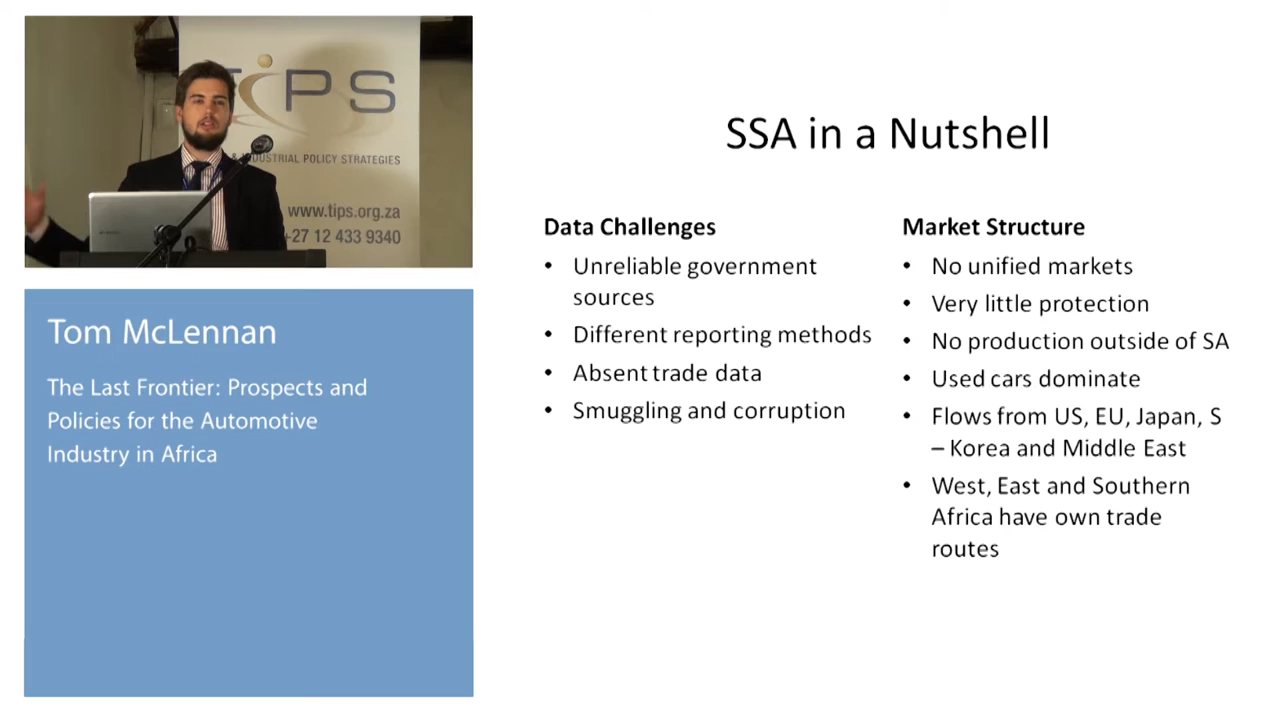 TiPS
& INDUSTRIAL POLICY STRATEGIES
www.tips.org.za
+27 12 433 9340
Tom McLennan
The Last Frontier: Prospects and
Policies for the Automotive
Industry in Africa
SSA in a Nutshell
Data Challenges
• Unreliable government
sources
• Different reporting methods
• Absent trade data
• Smuggling and corruption
Market Structure
• No unified markets
• Very little protection
• No production outside of SA
• Used cars dominate
• Flows from US, EU, Japan, S
– Korea and Middle East
• West, East and Southern
Africa have own trade
routes